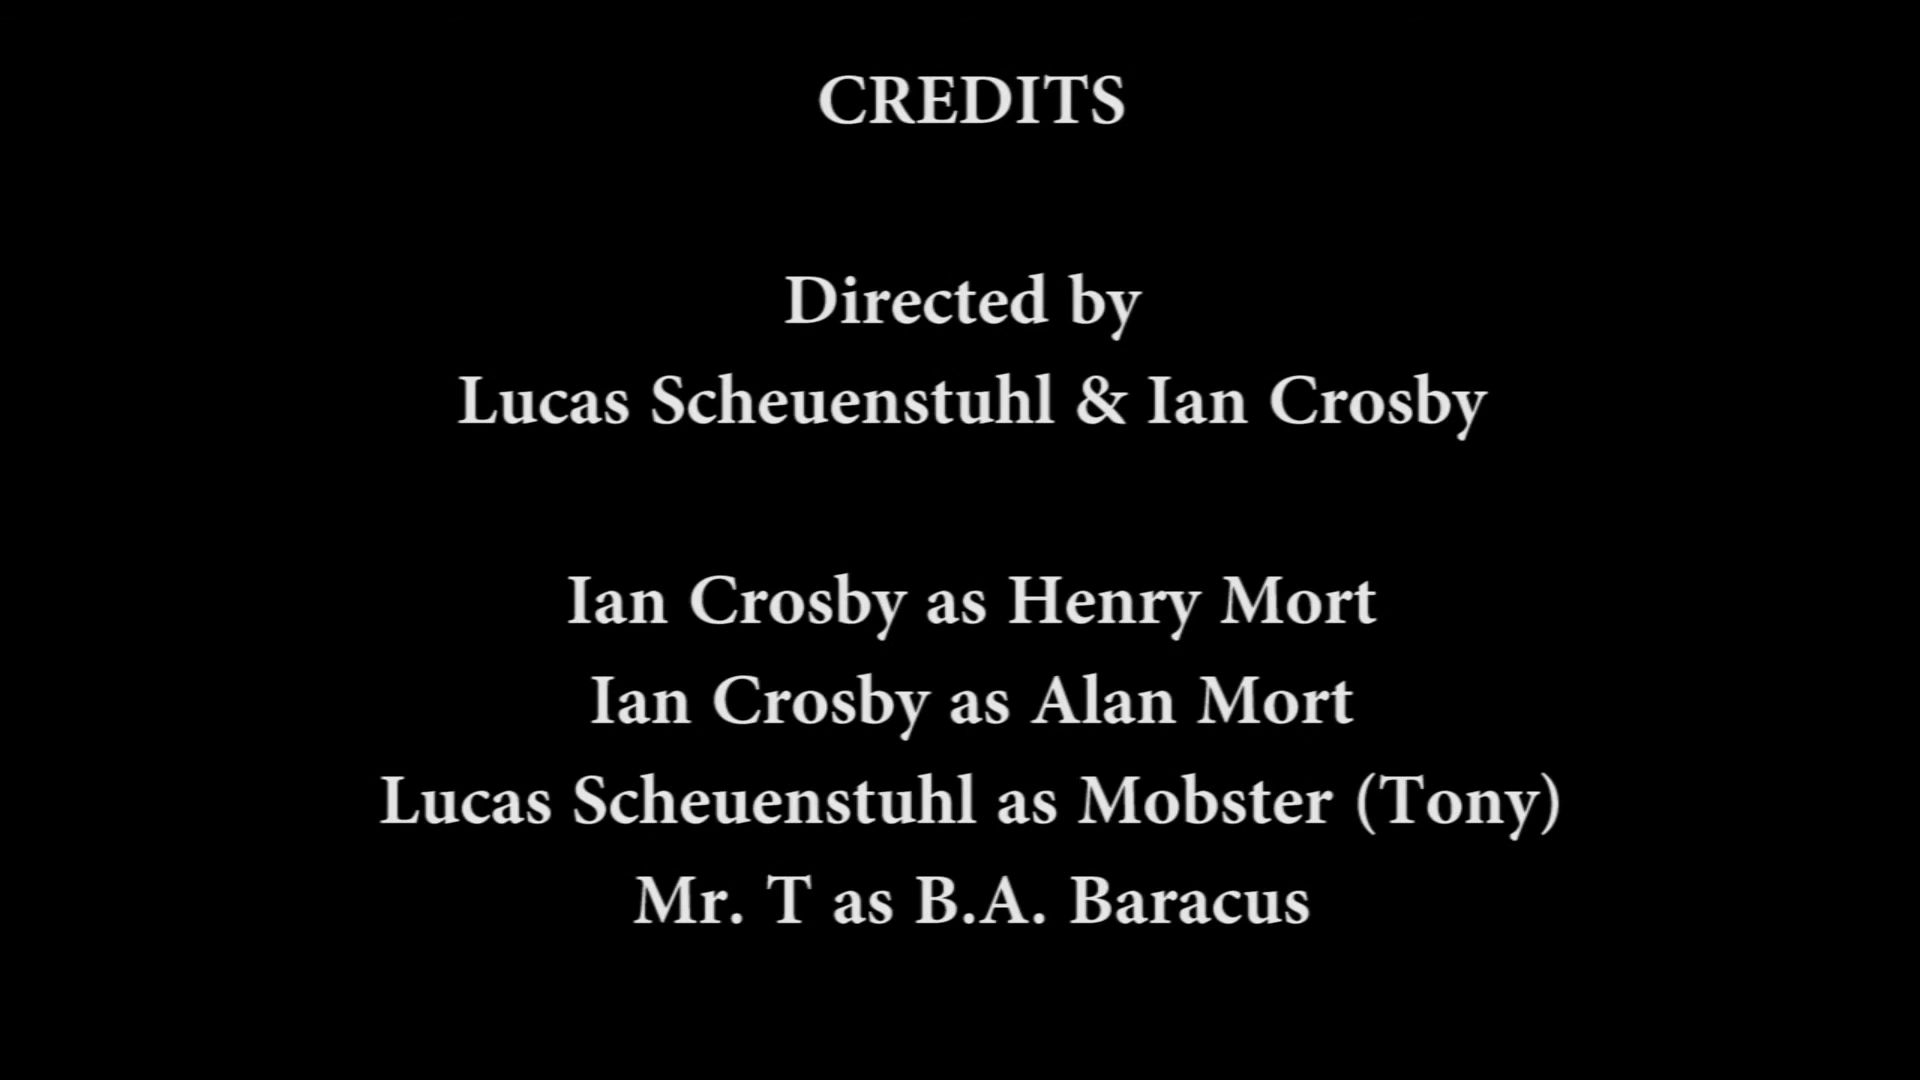 CREDITS
Directed by
Lucas Scheuenstuhl & Ian Crosby
Ian Crosby as Henry Mort
Ian Crosby as Alan Mort
Lucas Scheuenstuhl as Mobster (Tony)
Mr. T as B.A. Baracus